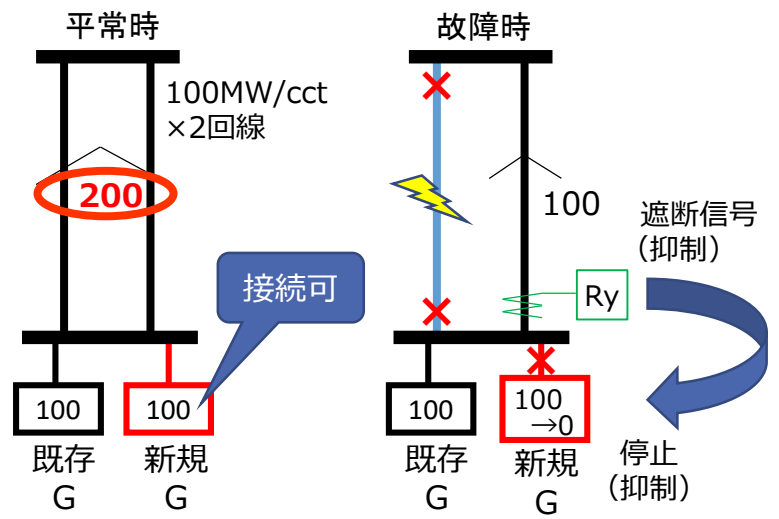 平常時
100MW/cct
×2回線
200
接続可
100
100
既存
G
新規
G
故障時
100
遮断信号
（抑制）
Ry
100
100
→0
既存
G
新規
G
停止
（抑制）